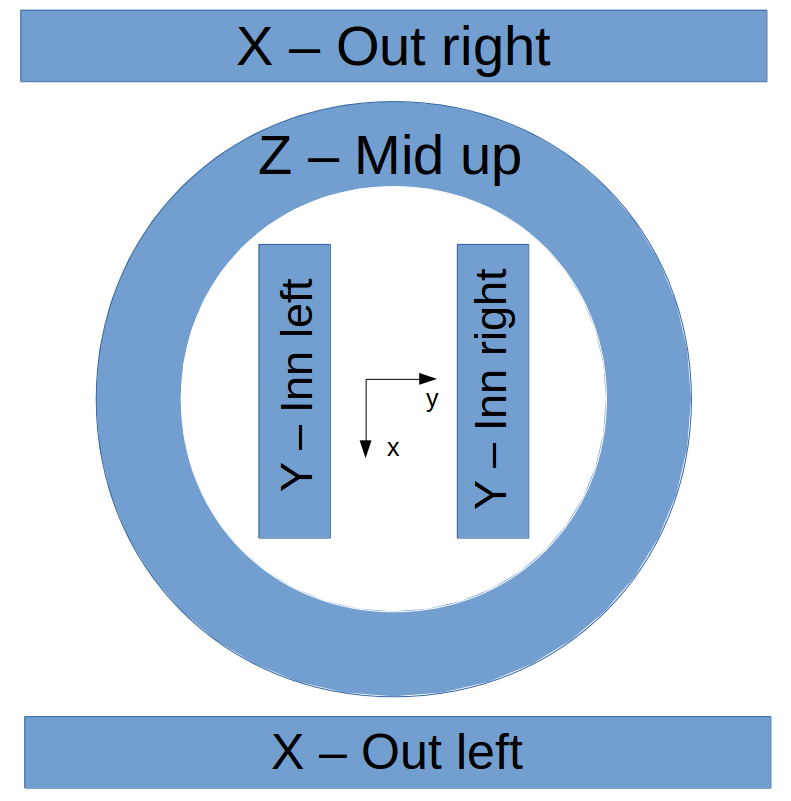 X – Out right
Z – Mid up
Y – Inn left
Y – Inn right
y
x
X – Out left